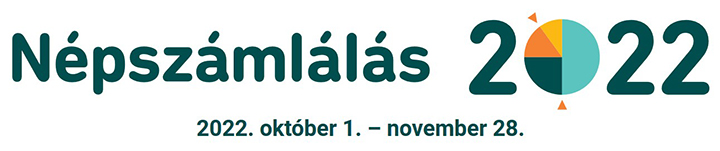 Népszámlálás 2022
2022. október 1. – november 28.